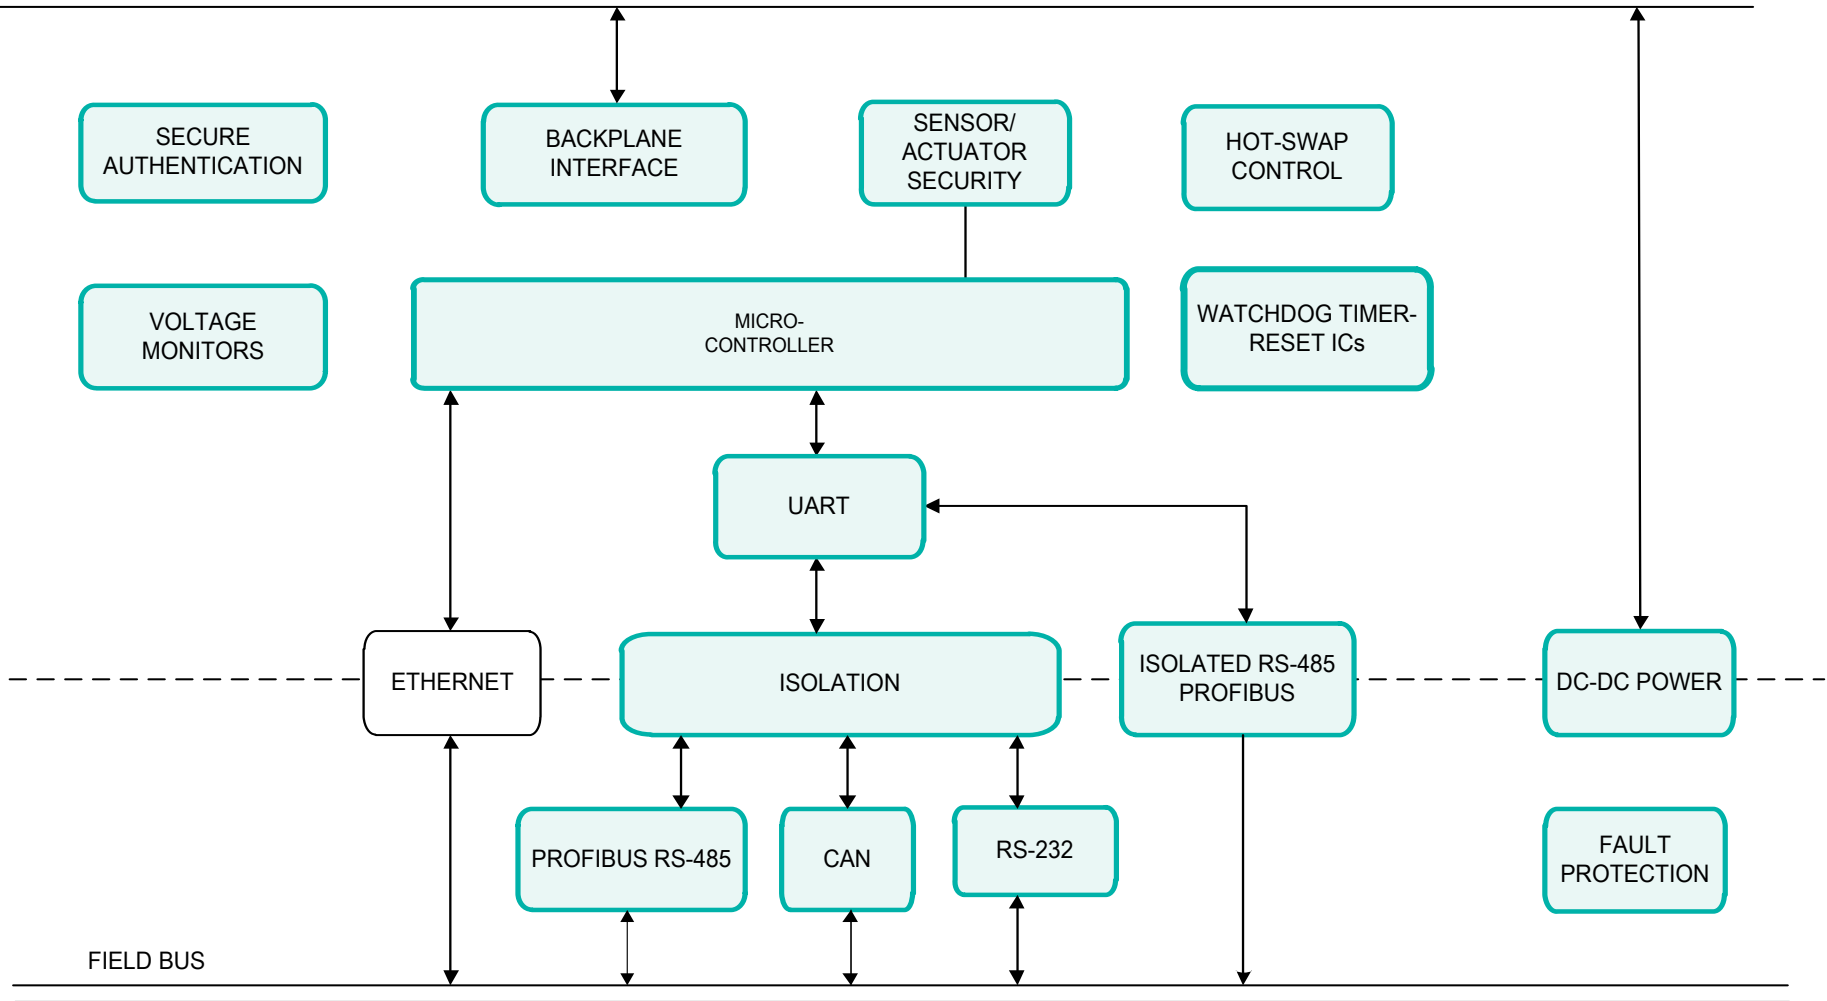 SECURE
AUTHENTICATION
BACKPLANE
INTERFACE
SENSOR/
ACTUATOR
SECURITY
HOT-SWAP
CONTROL
VOLTAGE
MONITORS
MICRO-
CONTROLLER
WATCHDOG TIMER-
RESET ICs
UART
ETHERNET
ISOLATION
ISOLATED RS-485
PROFIBUS
DC-DC POWER
PROFIBUS RS-485
CAN
RS-232
FAULT
PROTECTION
FIELD BUS